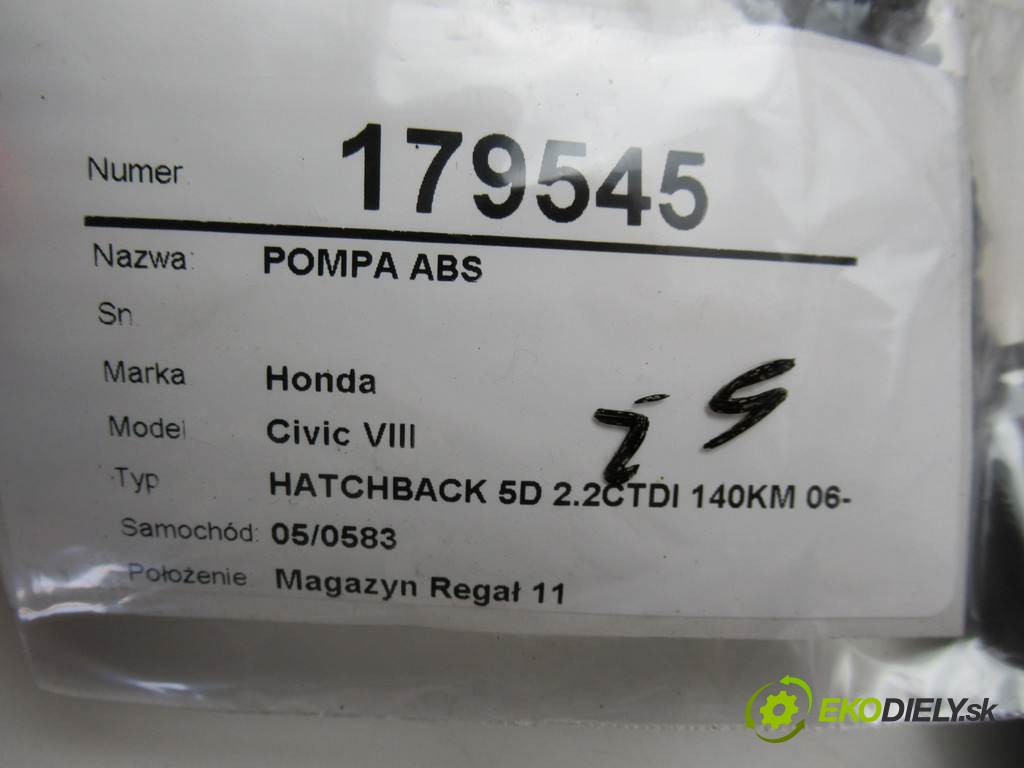 Numer 179545
Nazwa: POMPA ABS
Sn
Marka Honda
Model Civic VIII
Typ HATCHBACK 5D 2.2CTDI 140KM 06-
Samochód: 05/0583
Położenie Magazyn Regał 11
EKODIELY.sk